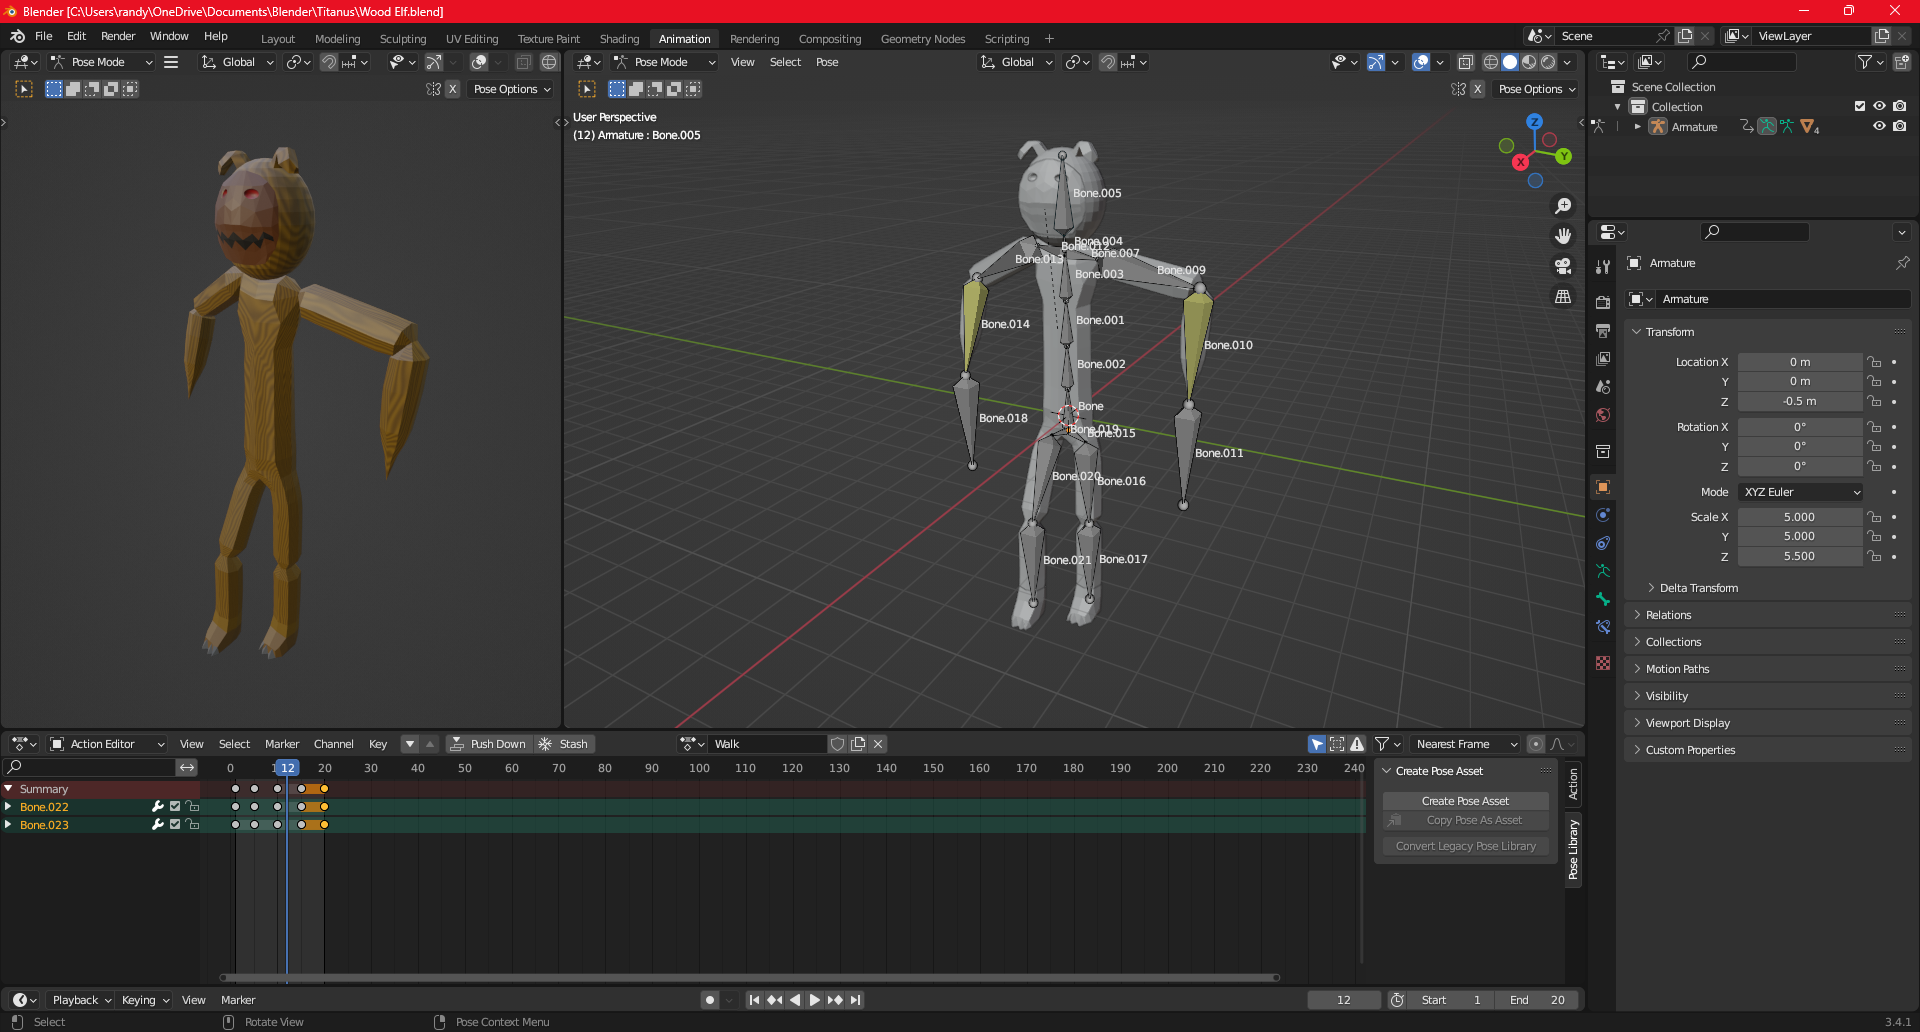 Blender [C:\Users\randy\OneDrive\Documents\Blender\Titanus\Wood Elf.blend]
File Edit Render Window Help Layout Modeling Sculpting UV Editing Texture Paint Shading Animation Rendering Compositing Geometry Nodes Scripting + Scene ViewLayer
Pose Mode Global Pose Mode View Select Pose Global
X Pose Options X Pose Options
Scene Collection
Collection
Armature 4
User Perspective
(12) Armature : Bone.005
Z
Y
X
Bone.005
Bone.004
Bone.012
Bone.007
Bone.013
Bone.003
Bone.009
Bone.014
Bone.001
Bone.010
Bone.002
Bone
Bone.018
Bone.019
Bone.015
Bone.011
Bone.020
Bone.016
Bone.021
Bone.017
Armature
Armature
Transform
Location X 0 m
Y 0 m
Z -0.5 m
Rotation X 0°
Y 0°
Z 0°
Mode XYZ Euler
Scale X 5.000
Y 5.000
Z 5.500
Delta Transform
Relations
Collections
Motion Paths
Visibility
Viewport Display
Custom Properties
Action Editor View Select Marker Channel Key Push Down Stash Walk Nearest Frame
0 12 20 30 40 50 60 70 80 90 100 110 120 130 140 150 160 170 180 190 200 210 220 230 240
Summary
Bone.022
Bone.023
Create Pose Asset
Create Pose Asset
Copy Pose As Asset
Convert Legacy Pose Library
Action
Pose Library
Playback Keying View Marker 12 Start 1 End 20
Select Rotate View Pose Context Menu 3.4.1